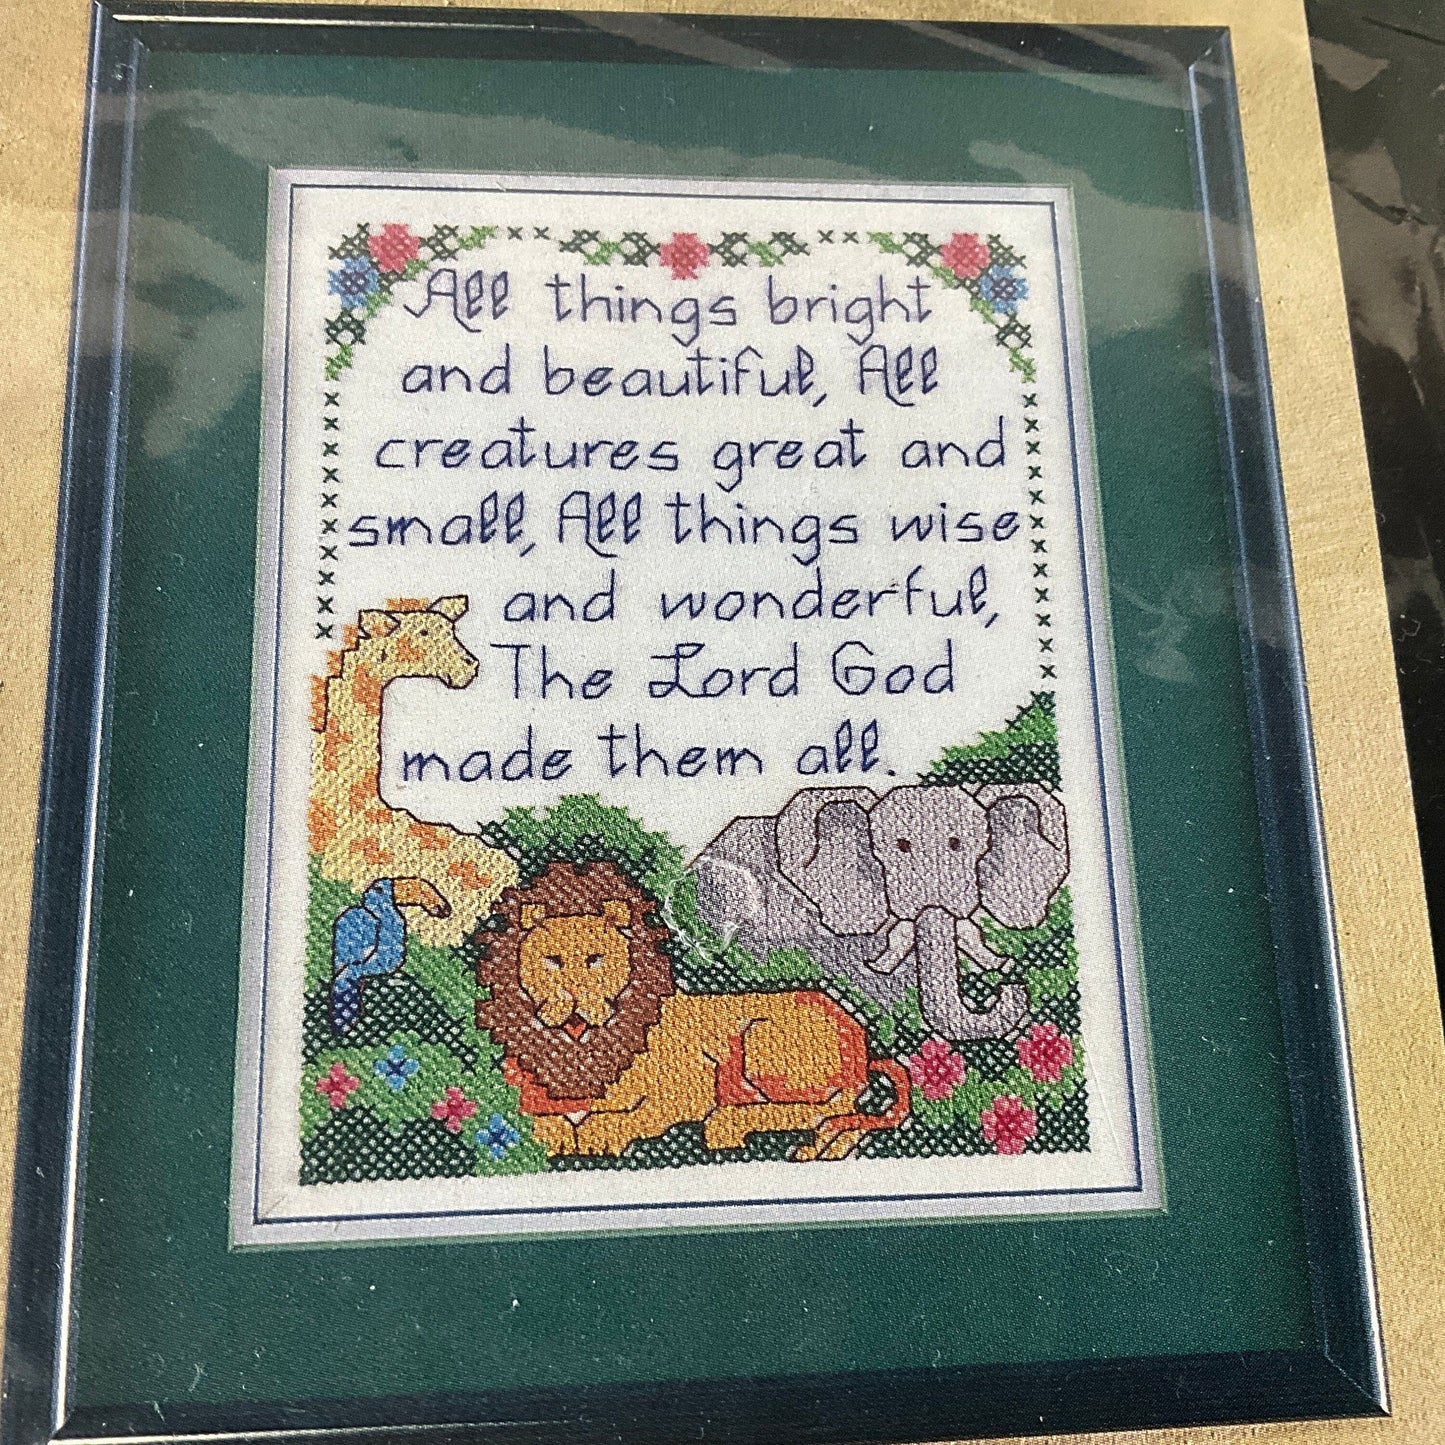 All things bright
and beautiful, All
creatures great and
small, All things wise
and wonderful,
The Lord God
made them all.